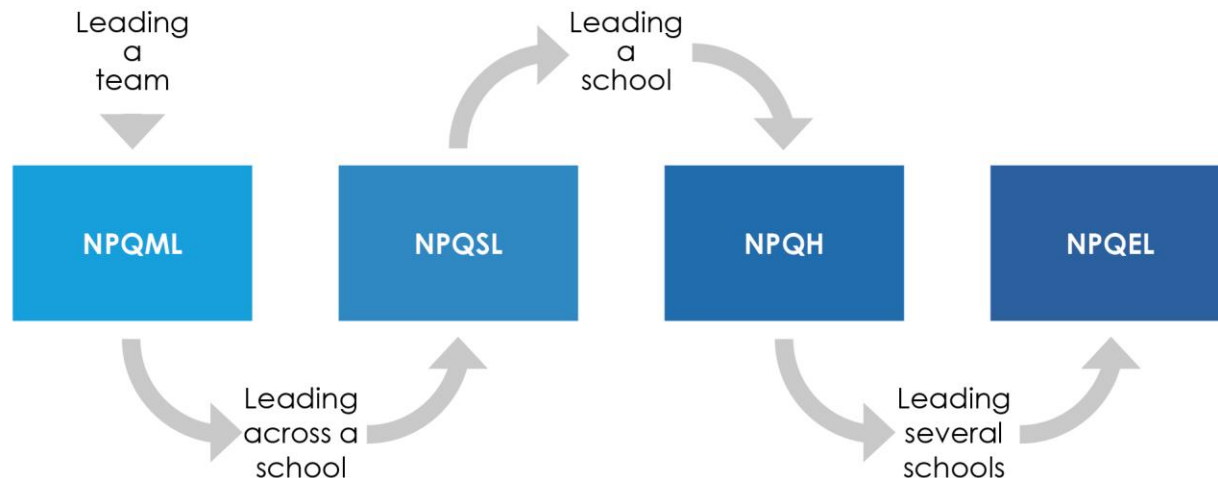 Leading
a
team
Leading
a
school
NPQML
NPQSL
NPQH
NPQEL
Leading
across a
school
Leading
several
schools